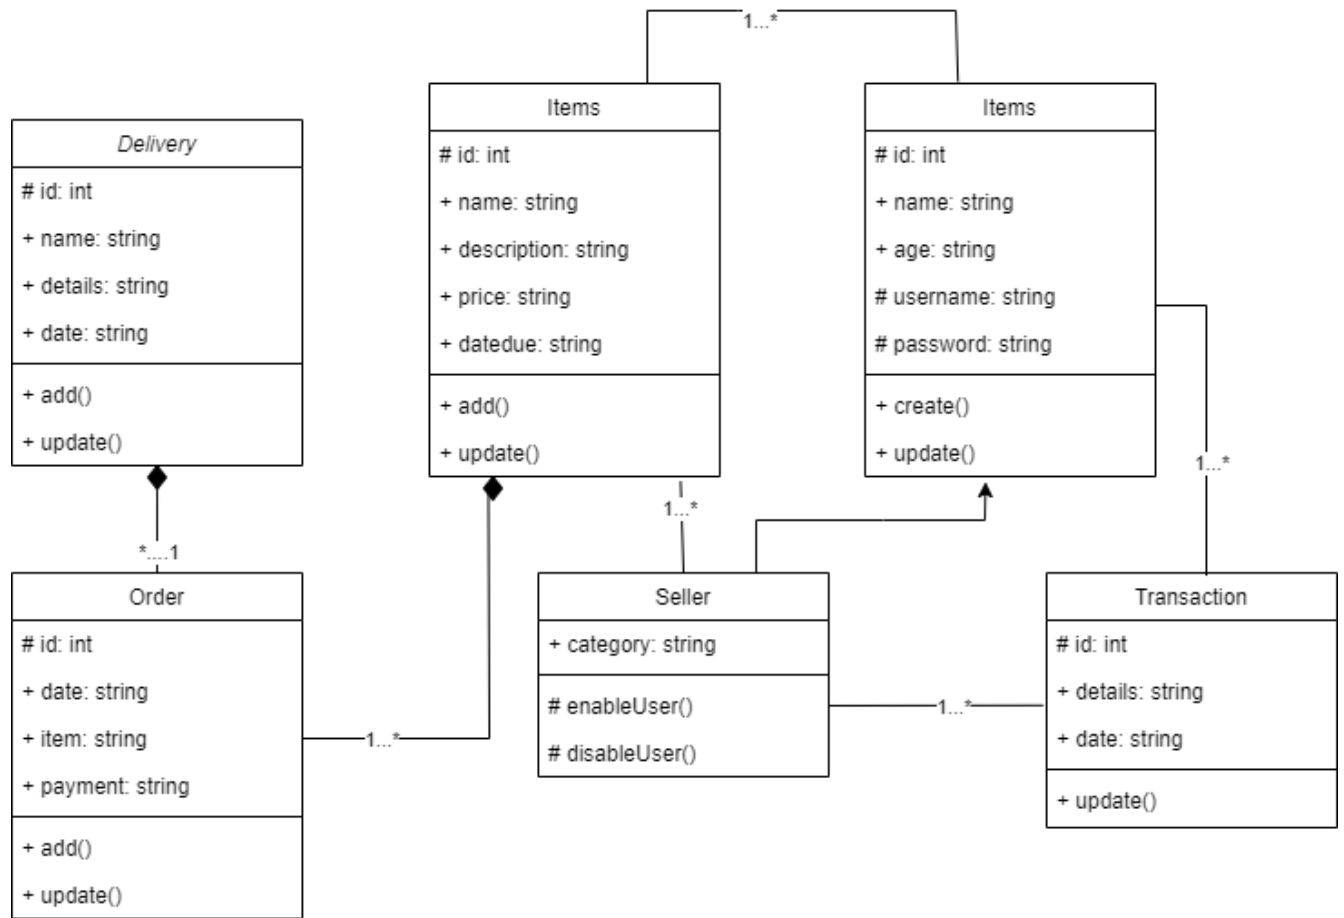 1...*
Delivery
# id: int
+ name: string
+ details: string
+ date: string
+ add()
+ update()
Items
# id: int
+ name: string
+ description: string
+ price: string
+ datedue: string
+ add()
+ update()
Items
# id: int
+ name: string
+ age: string
# username: string
# password: string
+ create()
+ update()
1...*
1...*
*....1
Order
# id: int
+ date: string
+ item: string
+ payment: string
+ add()
+ update()
1...*
Seller
+ category: string
# enableUser()
# disableUser()
1...*
Transaction
# id: int
+ details: string
+ date: string
+ update()